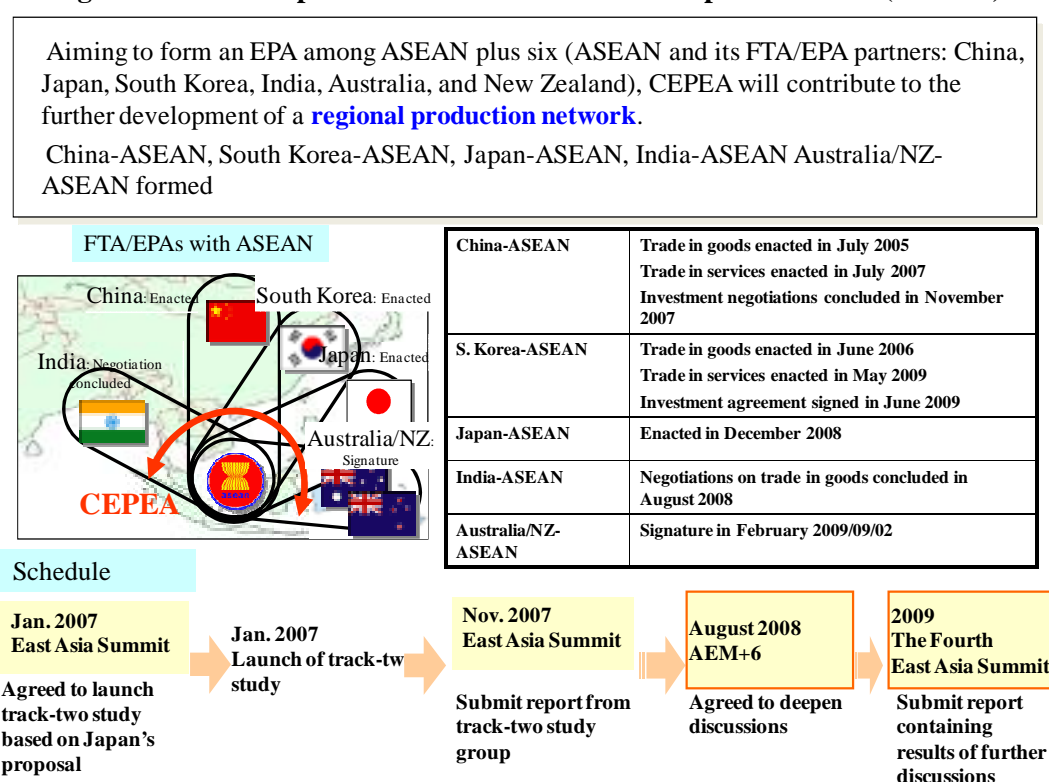 Aiming to form an EPA among ASEAN plus six (ASEAN and its FTA/EPA partners: China,
Japan, South Korea, India, Australia, and New Zealand), CEPEA will contribute to the
further development of a regional production network.
China-ASEAN, South Korea-ASEAN, Japan-ASEAN, India-ASEAN Australia/NZ-
ASEAN formed
FTA/EPAs with ASEAN
China: Enacted
South Korea: Enacted
India: Negotiation
concluded
Japan: Enacted
Australia/NZ:
Signature
asean
CEPEA
China-ASEAN
Trade in goods enacted in July 2005
Trade in services enacted in July 2007
Investment negotiations concluded in November
2007
S. Korea-ASEAN
Trade in goods enacted in June 2006
Trade in services enacted in May 2009
Investment agreement signed in June 2009
Japan-ASEAN
Enacted in December 2008
India-ASEAN
Negotiations on trade in goods concluded in
August 2008
Australia/NZ-
ASEAN
Signature in February 2009/09/02
Schedule
Jan. 2007
East Asia Summit
Agreed to launch
track-two study
based on Japan's
proposal
Jan. 2007
Launch of track-tw
study
Nov. 2007
East Asia Summit
Submit report from
track-two study
group
August 2008
AEM+6
Agreed to deepen
discussions
2009
The Fourth
East Asia Summit
Submit report
containing
results of further
discussions